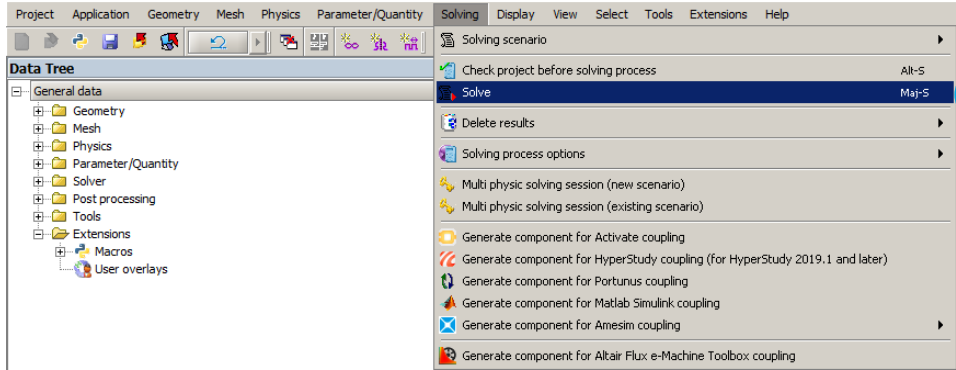 Project Application Geometry Mesh Physics Parameter/Quantity Solving Display View Select Tools Extensions Help
Data Tree
General data
Geometry
Mesh
Physics
Parameter/Quantity
Solver
Post processing
Tools
Extensions
Macros
User overlays
Solving scenario
Check project before solving process Alt-S
Solve Maj-S
Delete results
Solving process options
Multi physic solving session (new scenario)
Multi physic solving session (existing scenario)
Generate component for Activate coupling
Generate component for HyperStudy coupling (for HyperStudy 2019.1 and later)
Generate component for Portunus coupling
Generate component for Matlab Simulink coupling
Generate component for Amesim coupling
Generate component for Altair Flux e-Machine Toolbox coupling